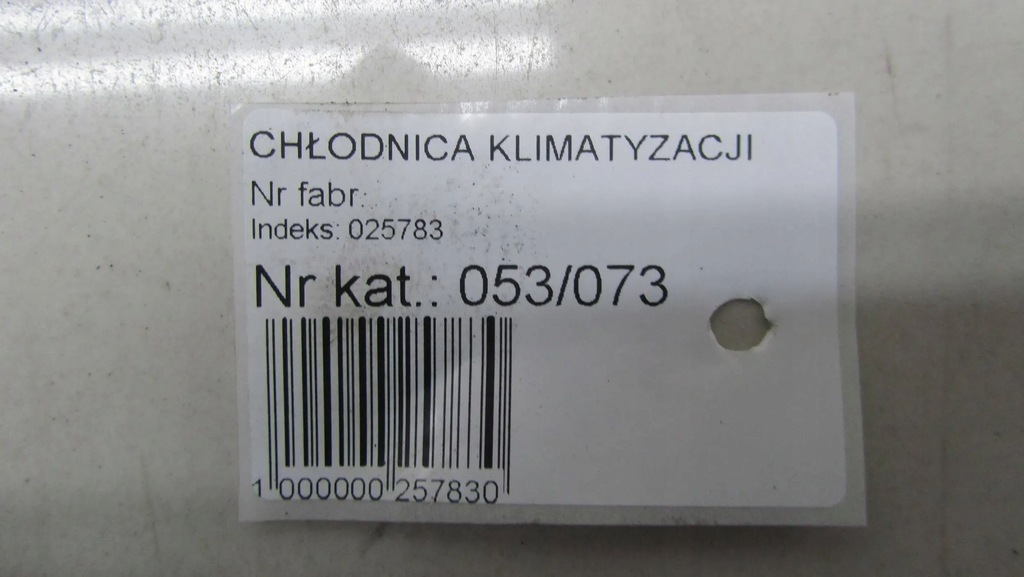 CHŁODNICA KLIMATYZACJI
Nr fabr.:
Indeks: 025783
Nr kat.: 053/073
1 000000 257830